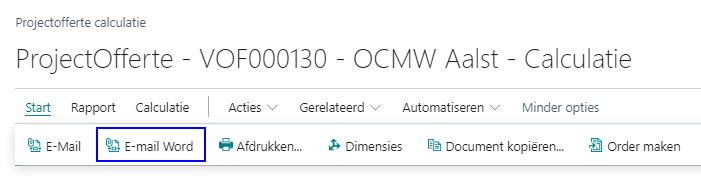 Projectofferte calculatie
ProjectOfferte - VOF000130 - OCMW Aalst - Calculatie
Start Rapport Calculatie Acties Gerelateerd Automatiseren Minder opties
E-Mail E-mail Word Afdrukken... Dimensies Document kopiëren... Order maken